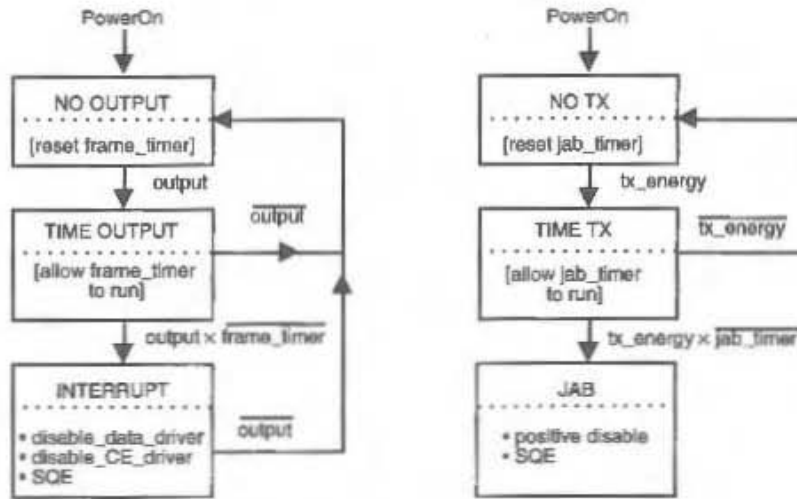 PowerOn
NO OUTPUT
[reset frame_timer]
output
output
TIME OUTPUT
[allow frame_timer
to run]
output × frame_timer
INTERRUPT
• disable_data_driver
• disable_CE_driver
• SQE
output
PowerOn
NO TX
[reset jab_timer]
tx_energy
TIME TX
tx_energy
[allow jab_timer
to run]
tx_energy × jab_timer
JAB
• positive disable
• SQE